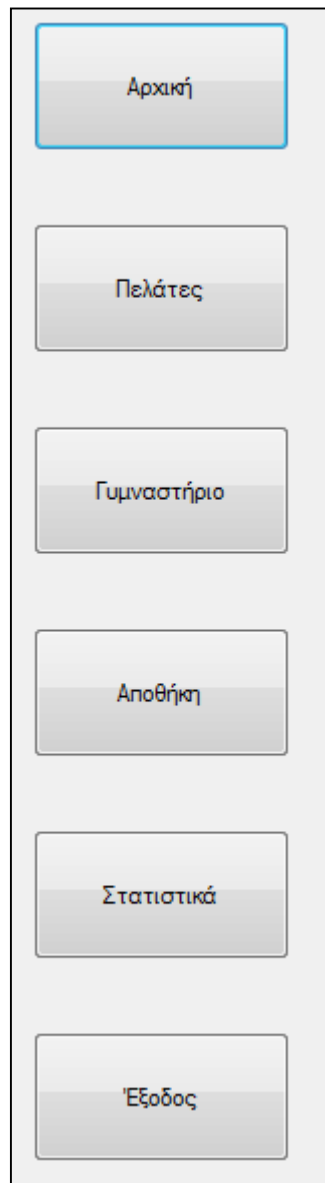 Αρχική
Πελάτες
Γυμναστήριο
Αποθήκη
Στατιστικά
Έξοδος